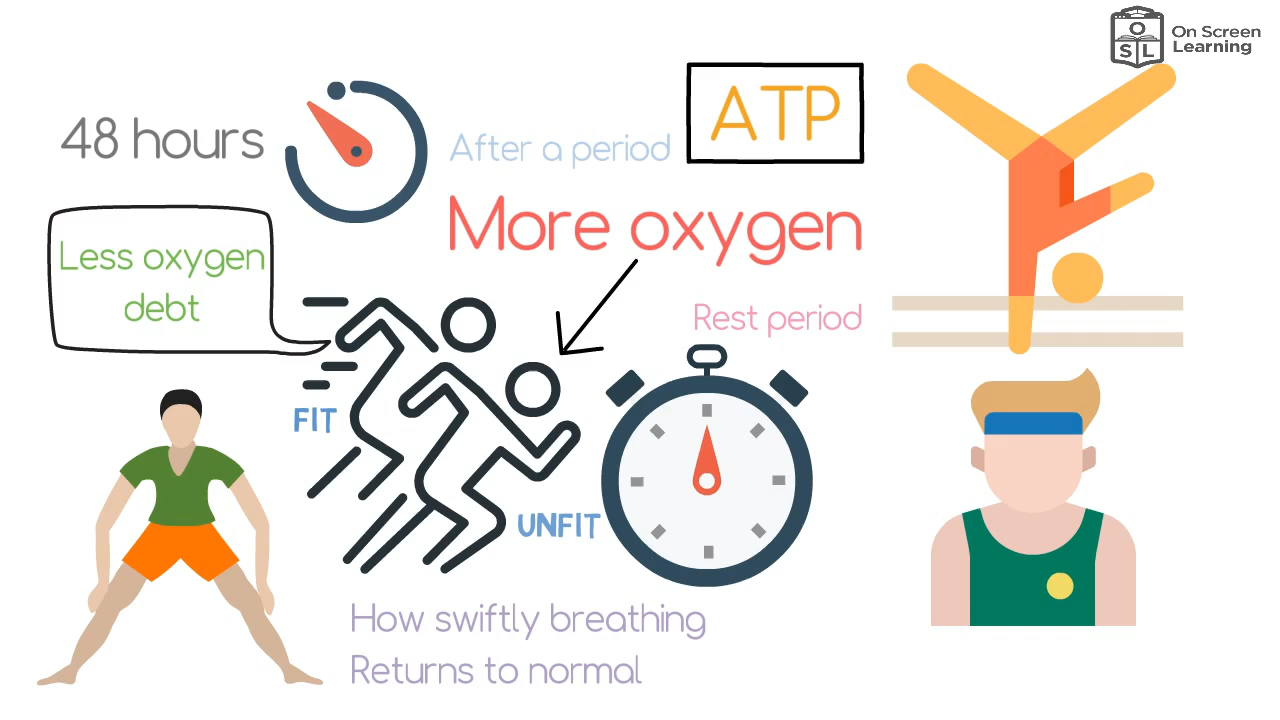 On Screen
Learning
OSL
48 hours
After a period
ATP
More oxygen
Less oxygen
debt
Rest period
FIT
UNFIT
How swiftly breathing
Returns to normal